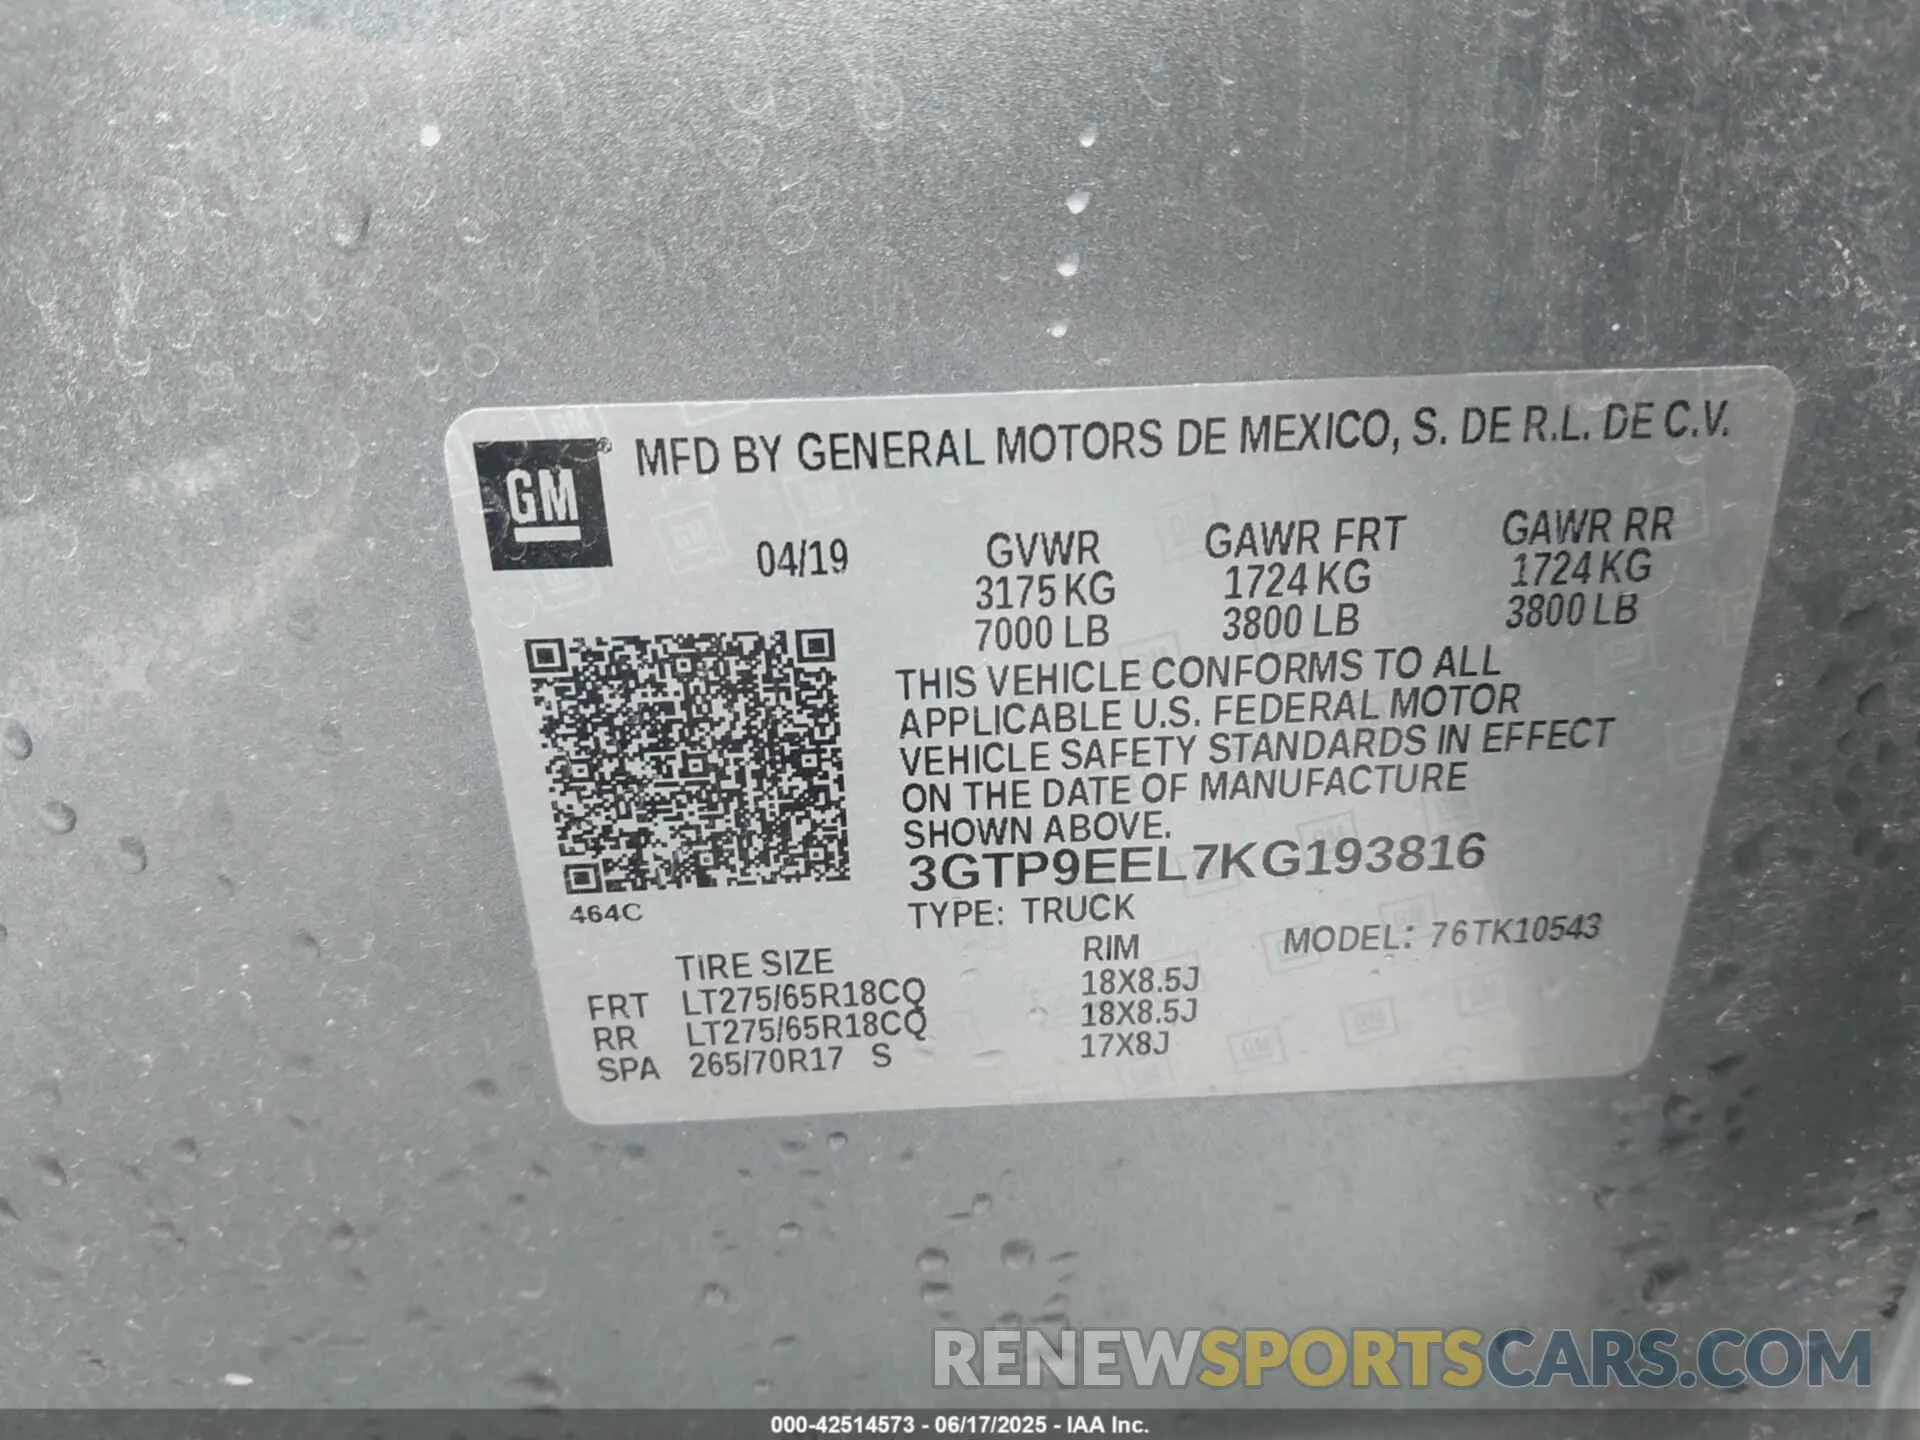 GM®
MFD BY GENERAL MOTORS DE MEXICO, S. DE R.L. DE C.V.
04/19
GVWR GAWR FRT GAWR RR
3175 KG 1724 KG 1724 KG
7000 LB 3800 LB 3800 LB
THIS VEHICLE CONFORMS TO ALL
APPLICABLE U.S. FEDERAL MOTOR
VEHICLE SAFETY STANDARDS IN EFFECT
ON THE DATE OF MANUFACTURE
SHOWN ABOVE.
3GTP9EEL7KG193816
464C
TYPE: TRUCK
MODEL: 76TK10543
TIRE SIZE RIM
FRT LT275/65R18CQ 18X8.5J
RR LT275/65R18CQ 18X8.5J
SPA 265/70R17 S 17X8J
RENEWSPORTSCARS.COM
000-42514573 - 06/17/2025 - IAA Inc.